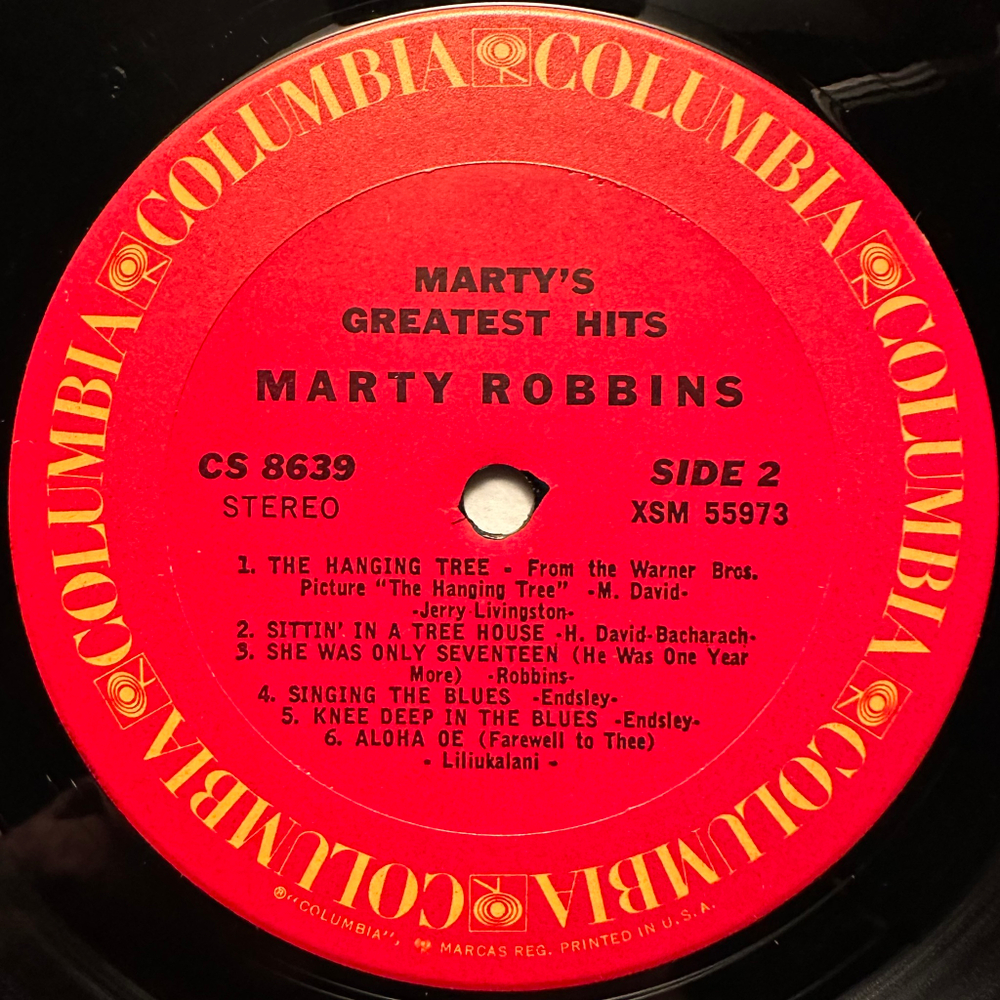 COLUMBIA COLUMBIA COLUMBIA COLUMBIA COLUMBIA COLUMBIA
MARTY'S
GREATEST HITS
MARTY ROBBINS
CS 8639
STEREO
SIDE 2
XSM 55973
1. THE HANGING TREE - From the Warner Bros.
Picture "The Hanging Tree" -M. David-
-Jerry Livingston-
2. SITTIN' IN A TREE HOUSE -H. David-Bacharach-
3. SHE WAS ONLY SEVENTEEN (He Was One Year
More) -Robbins-
4. SINGING THE BLUES -Endsley-
5. KNEE DEEP IN THE BLUES -Endsley-
6. ALOHA OE (Farewell to Thee)
- Liliukalani -
®"COLUMBIA", MARCAS REG. PRINTED IN U.S.A.